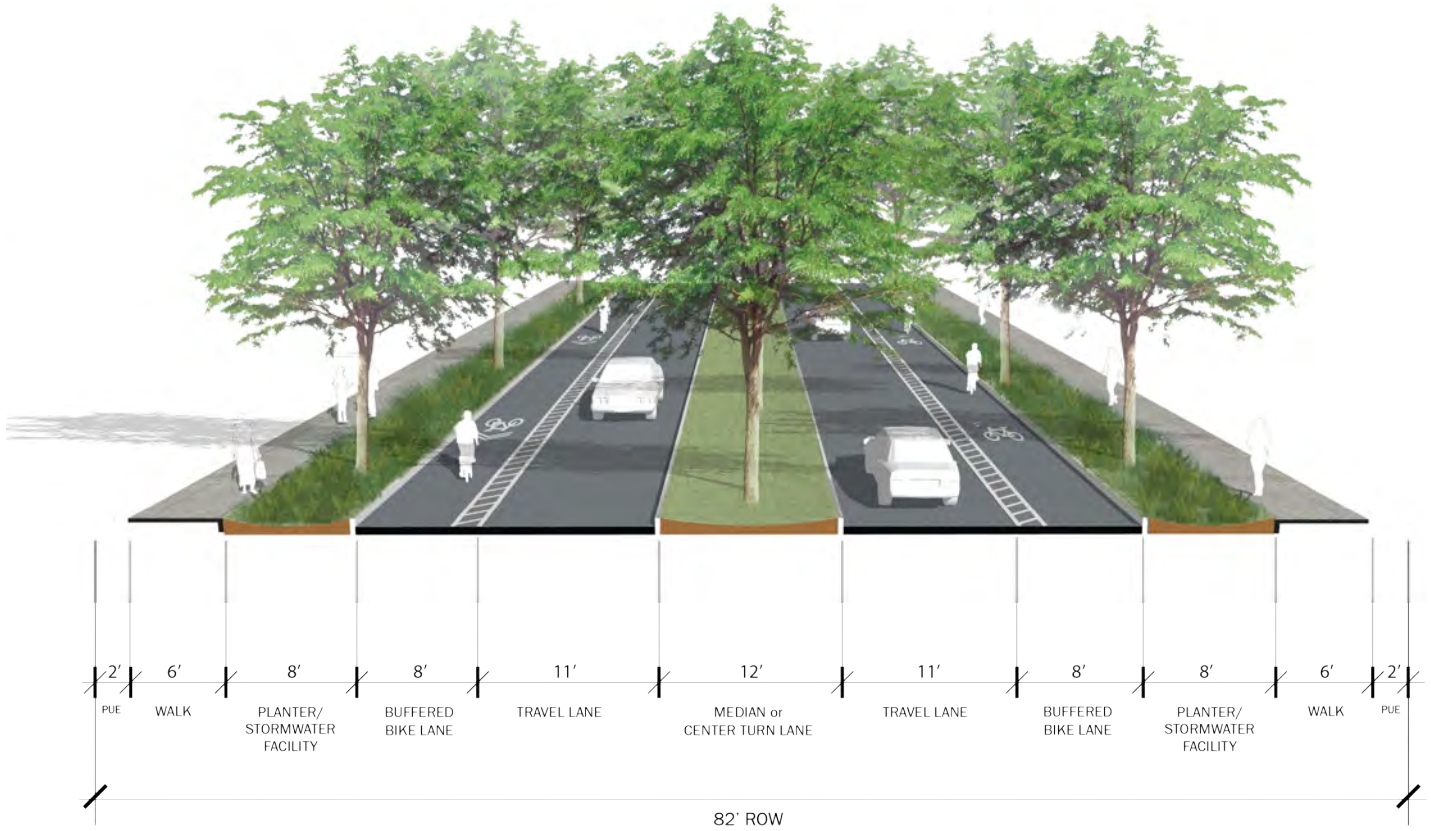 2' 6' 8' 8' 11' 12' 11' 8' 8' 6' 2'
PUE
WALK
PLANTER/
STORMWATER
FACILITY
BUFFERED
BIKE LANE
TRAVEL LANE
MEDIAN or
CENTER TURN LANE
TRAVEL LANE
BUFFERED
BIKE LANE
PLANTER/
STORMWATER
FACILITY
WALK
PUE
82' ROW